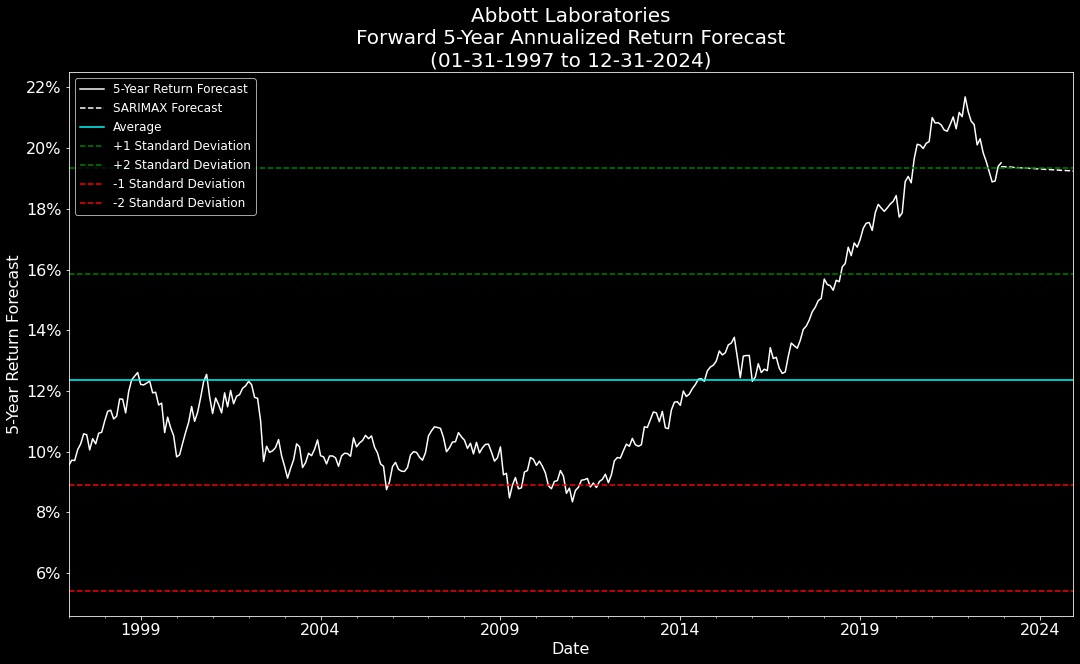 Abbott Laboratories
Forward 5-Year Annualized Return Forecast
(01-31-1997 to 12-31-2024)
5-Year Return Forecast
SARIMAX Forecast
Average
+1 Standard Deviation
+2 Standard Deviation
-1 Standard Deviation
-2 Standard Deviation
22%
20%
18%
16%
14%
12%
10%
8%
6%
5-Year Return Forecast
1999
2004
2009
2014
2019
2024
Date